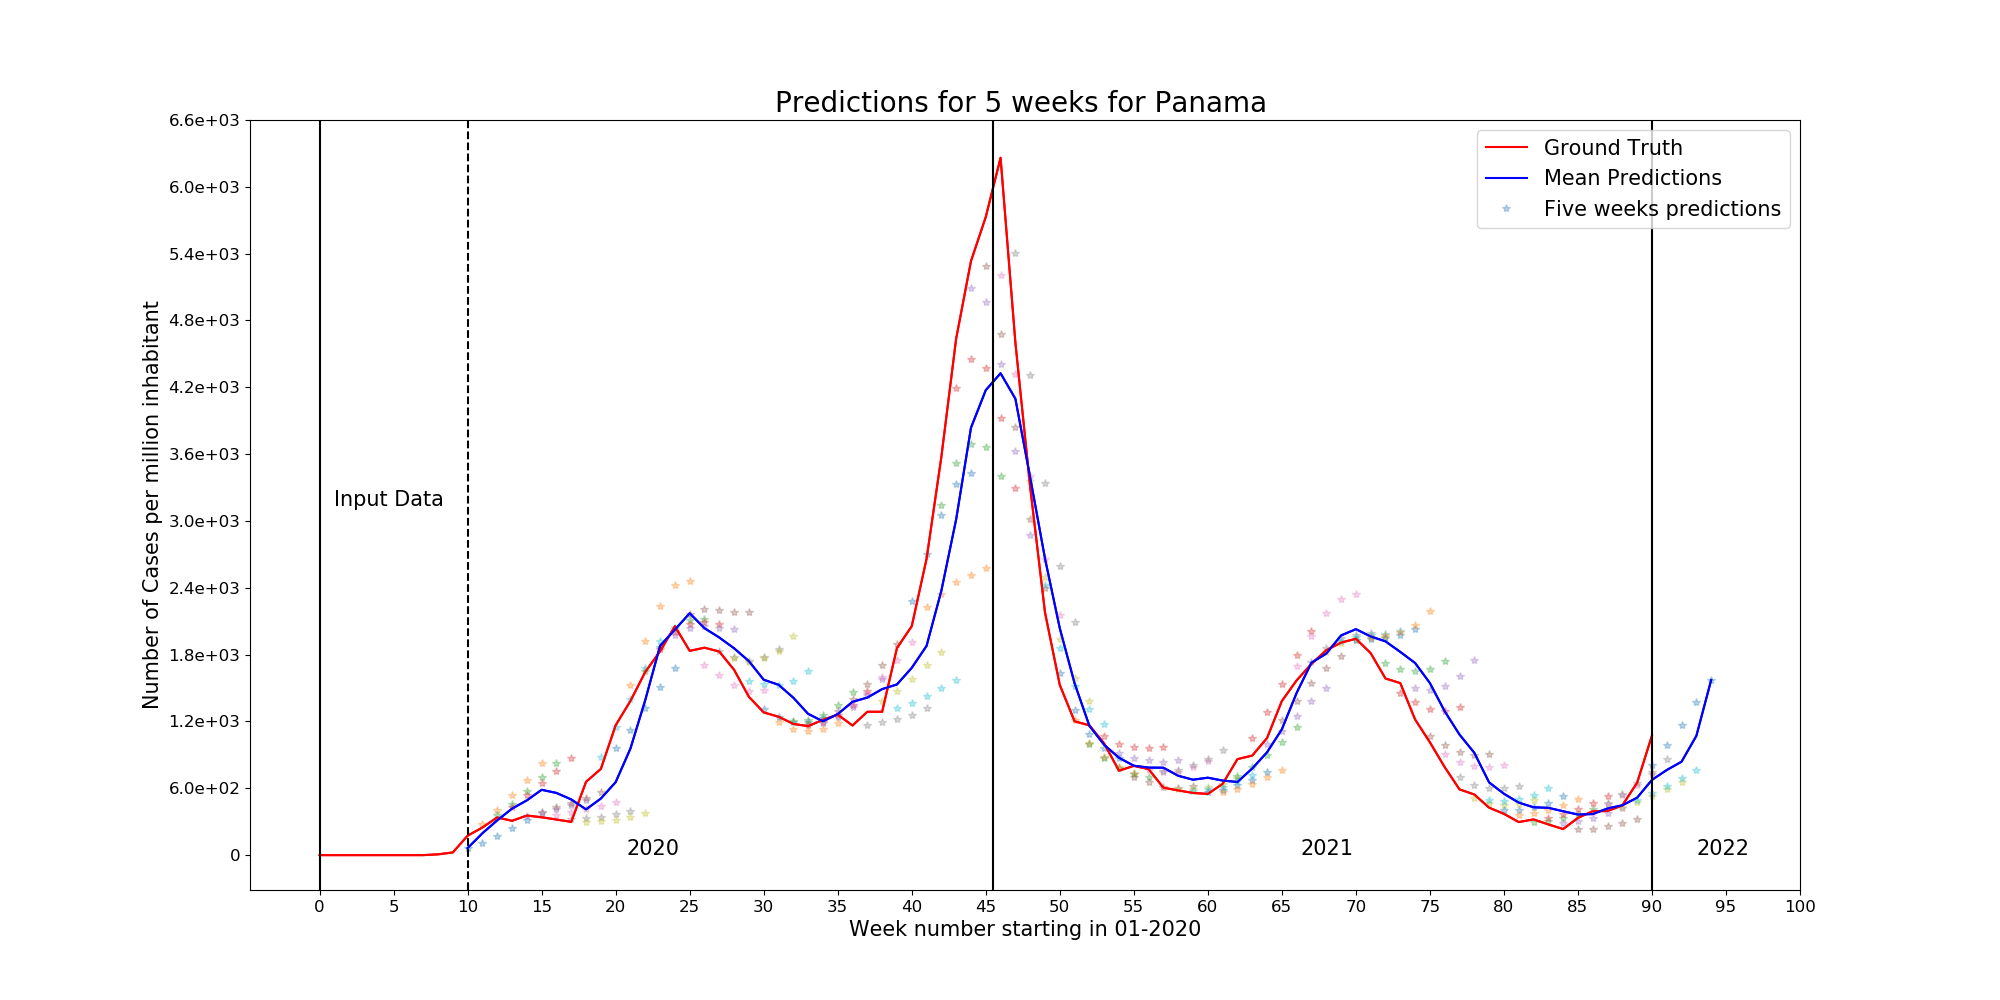 Predictions for 5 weeks for Panama
6.6e+03
6.0e+03
5.4e+03
4.8e+03
4.2e+03
3.6e+03
3.0e+03
2.4e+03
1.8e+03
1.2e+03
6.0e+02
0
Number of Cases per million inhabitant
Ground Truth
Mean Predictions
Five weeks predictions
Input Data
2020
2021
2022
0 5 10 15 20 25 30 35 40 45 50 55 60 65 70 75 80 85 90 95 100
Week number starting in 01-2020